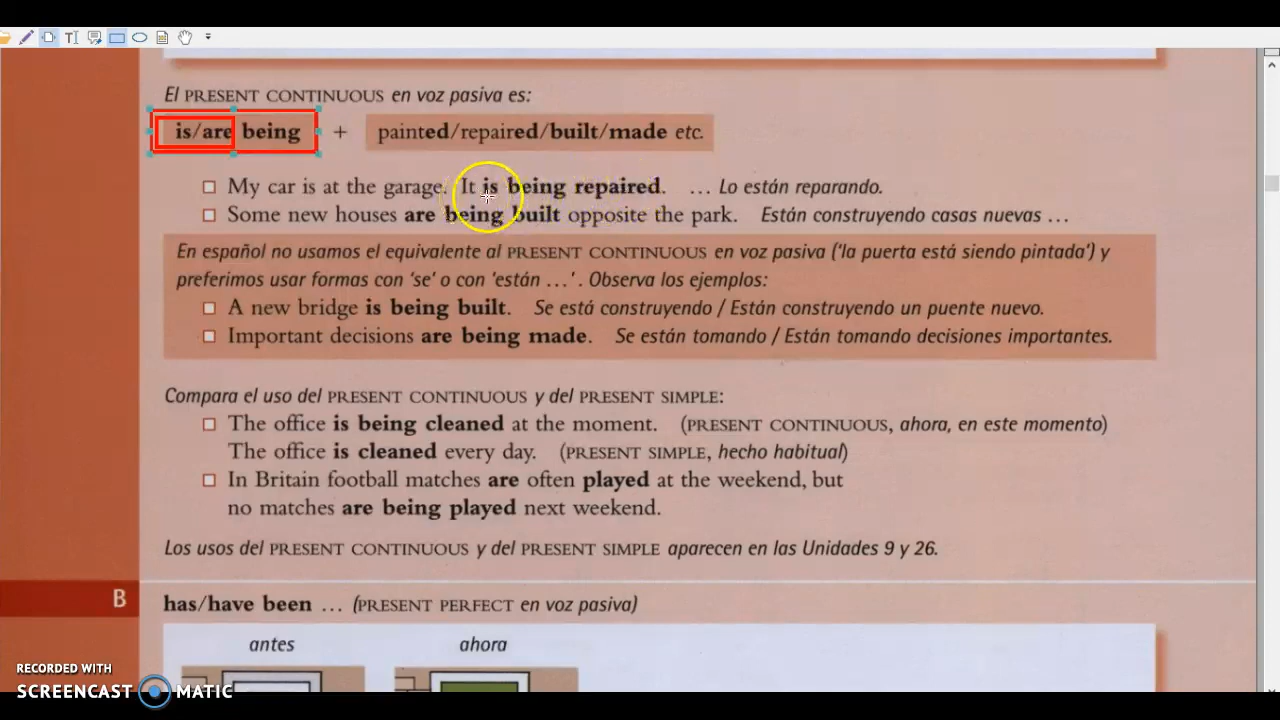 El PRESENT CONTINUOUS en voz pasiva es:
is/are being + painted/repaired/built/made etc.
My car is at the garage. It is being repaired. … Lo están reparando.
Some new houses are being built opposite the park. Están construyendo casas nuevas …
En español no usamos el equivalente al PRESENT CONTINUOUS en voz pasiva ('la puerta está siendo pintada') y
preferimos usar formas con 'se' o con 'están …'. Observa los ejemplos:
A new bridge is being built. Se está construyendo / Están construyendo un puente nuevo.
Important decisions are being made. Se están tomando / Están tomando decisiones importantes.
Compara el uso del PRESENT CONTINUOUS y del PRESENT SIMPLE:
The office is being cleaned at the moment. (PRESENT CONTINUOUS, ahora, en este momento)
The office is cleaned every day. (PRESENT SIMPLE, hecho habitual)
In Britain football matches are often played at the weekend, but
no matches are being played next weekend.
Los usos del PRESENT CONTINUOUS y del PRESENT SIMPLE aparecen en las Unidades 9 y 26.
B has/have been … (PRESENT PERFECT en voz pasiva)
antes ahora
RECORDED WITH
SCREENCAST MATIC